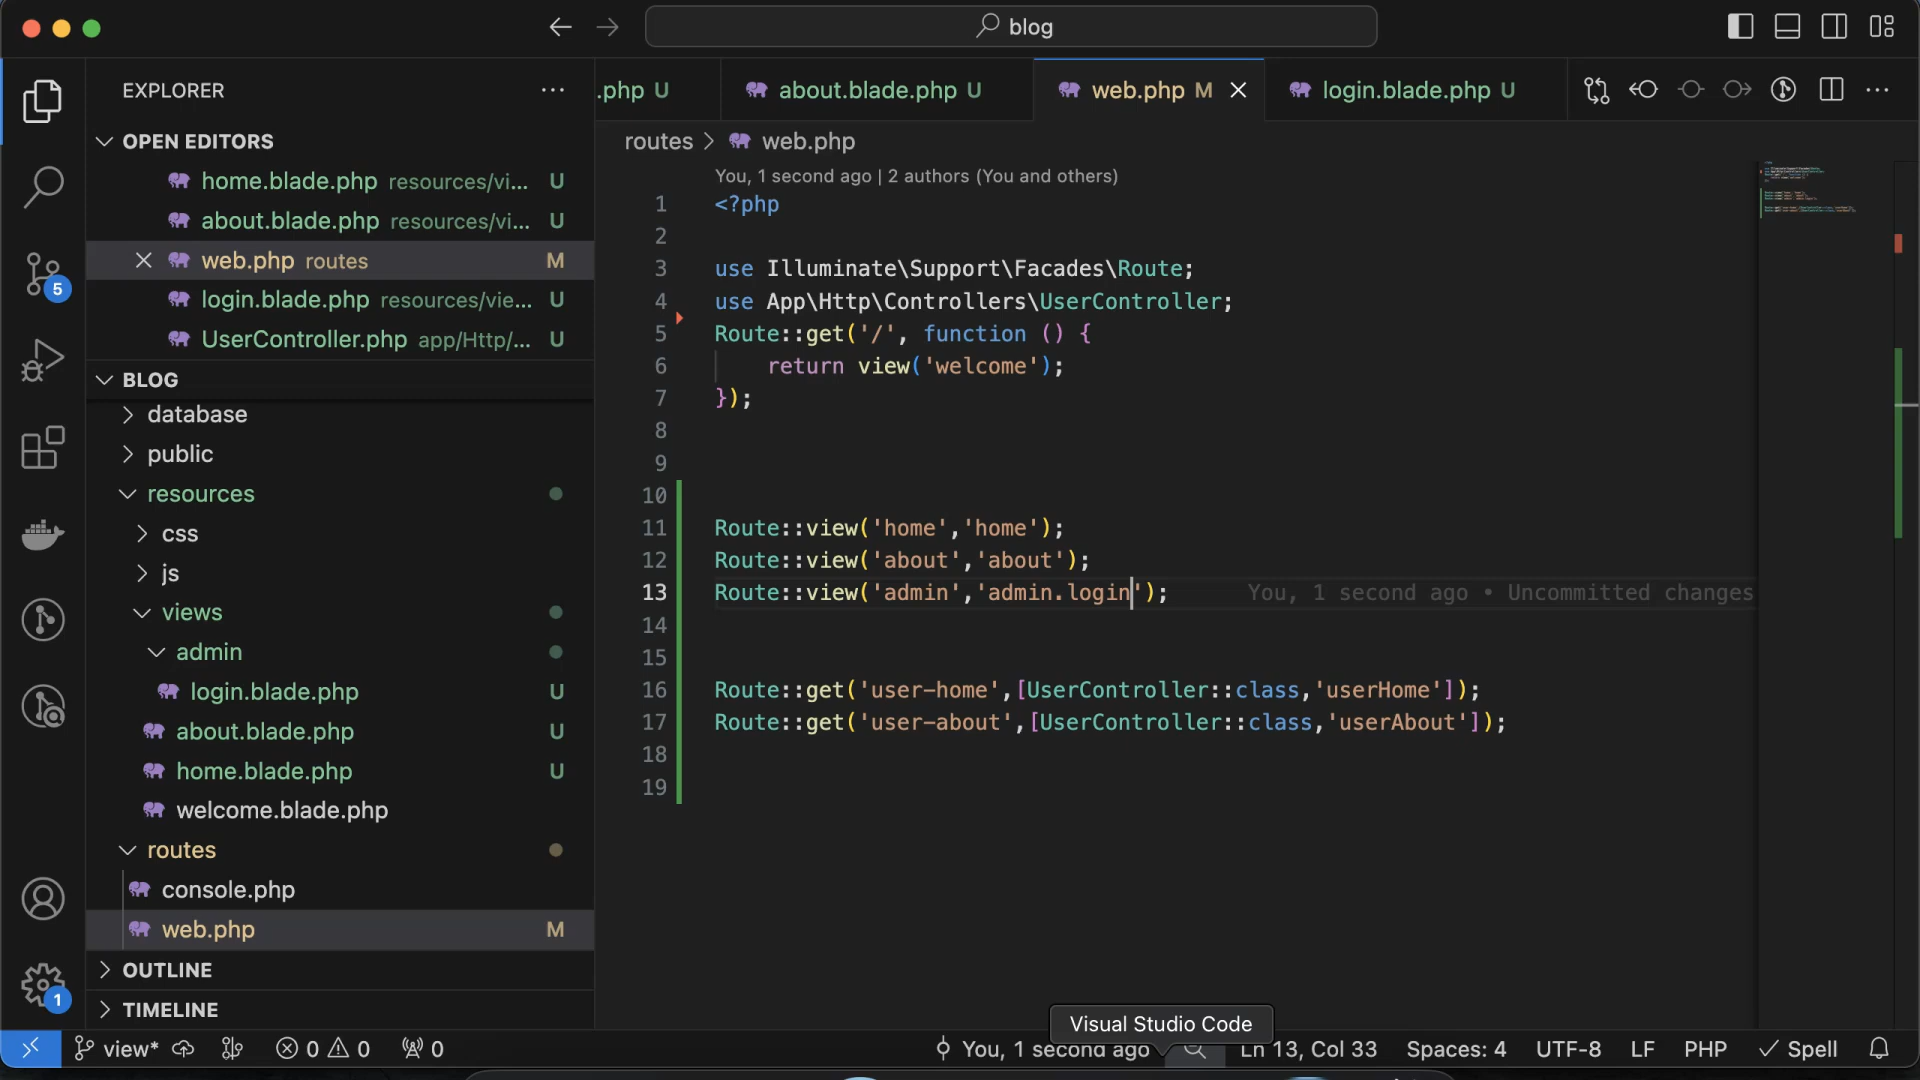 blog
EXPLORER
.php U
about.blade.php U
web.php M
login.blade.php U
OPEN EDITORS
home.blade.php resources/vi... U
about.blade.php resources/vi... U
web.php routes M
login.blade.php resources/vie... U
UserController.php app/Http/... U
BLOG
database
public
resources
css
js
views
admin
login.blade.php U
about.blade.php U
home.blade.php U
welcome.blade.php
routes
console.php
web.php M
OUTLINE
TIMELINE
5
1
routes > web.php
You, 1 second ago | 2 authors (You and others)
1 <?php
2
3 use Illuminate\Support\Facades\Route;
4 use App\Http\Controllers\UserController;
5 Route::get('/', function () {
6 return view('welcome');
7 });
8
9
10
11 Route::view('home','home');
12 Route::view('about','about');
13 Route::view('admin','admin.login'); You, 1 second ago • Uncommitted changes
14
15
16 Route::get('user-home',[UserController::class,'userHome']);
17 Route::get('user-about',[UserController::class,'userAbout']);
18
19
Visual Studio Code
view* 0 0 0 You, 1 second ago Ln 13, Col 33 Spaces: 4 UTF-8 LF PHP Spell